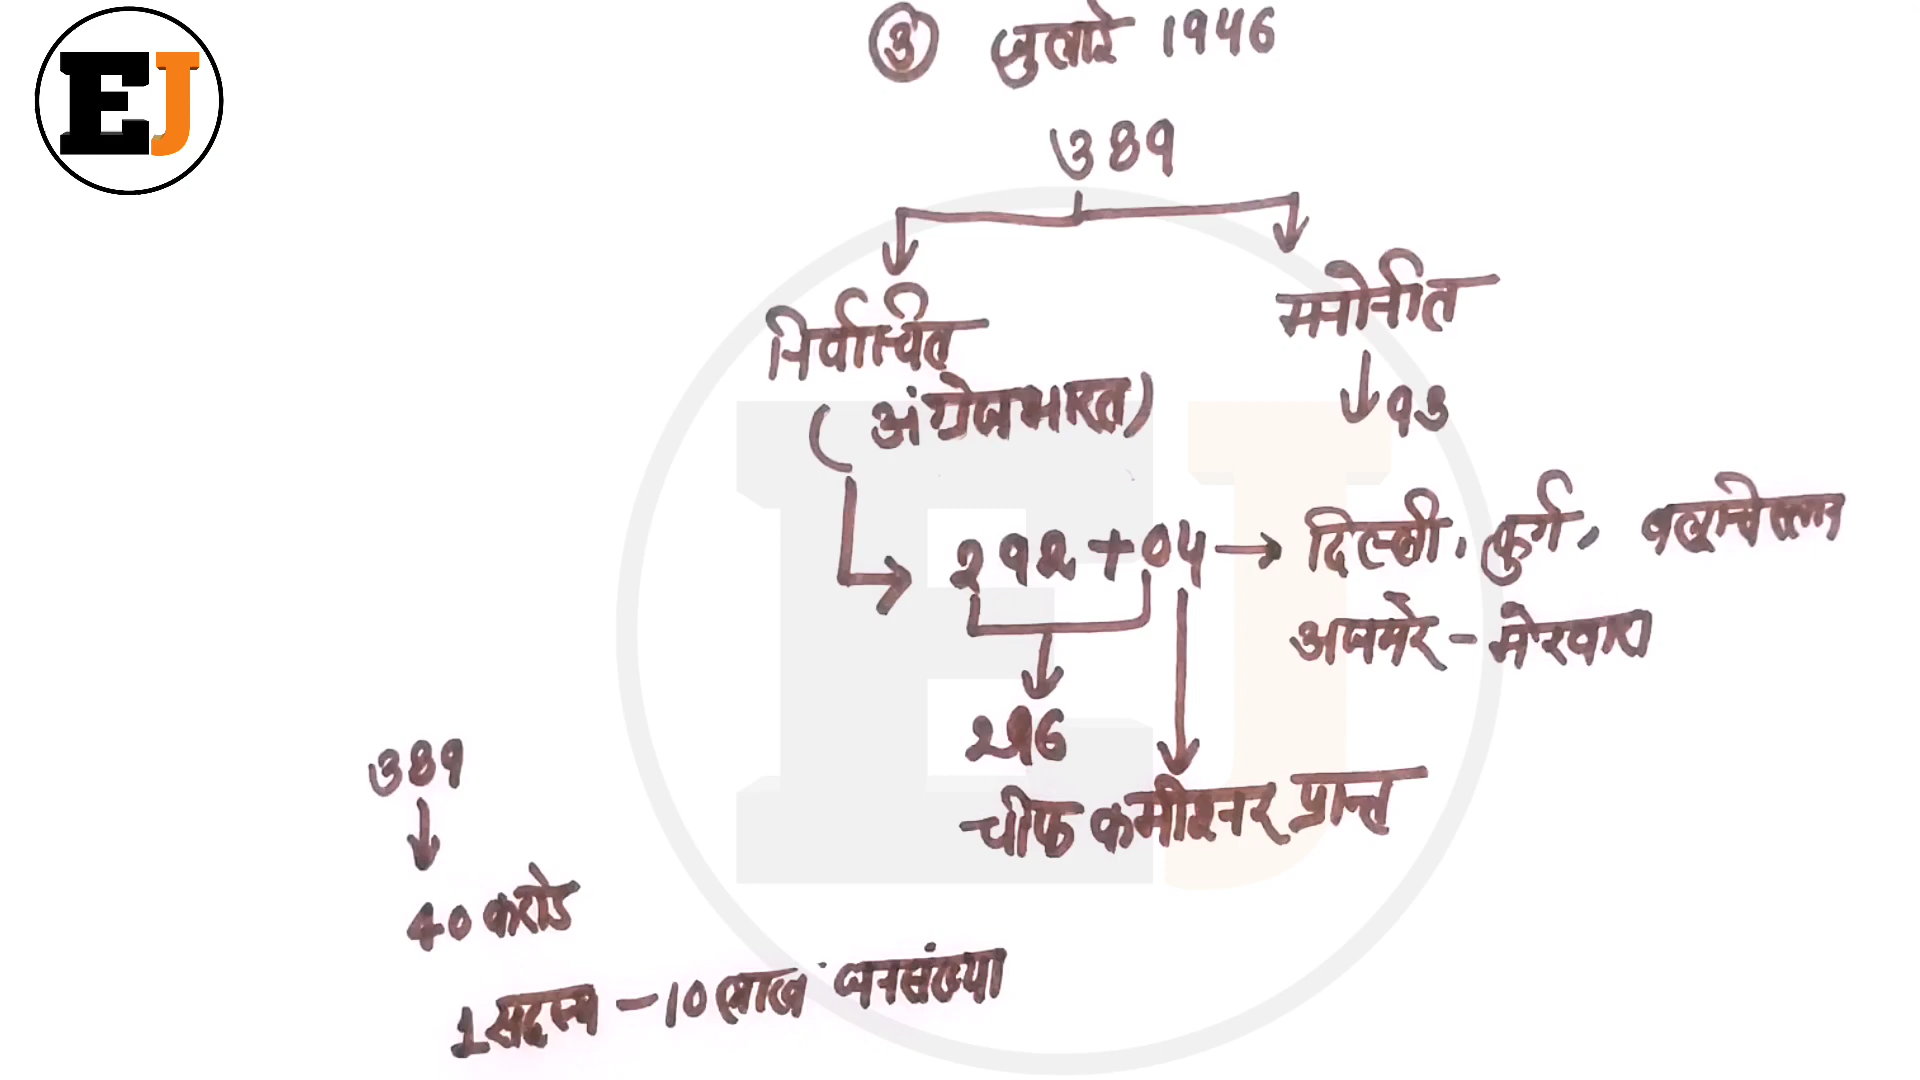 EJ
③ जुलाई 1946
389
निर्वाचित
मनोनीत
(अंग्रेज भारत)
93
292 + 04 → दिल्ली, कुर्ग, बलूचिस्तान
अजमेर - मेरवाड़ा
296
चीफ कमीश्नर प्रान्त
389
40 करोड
1 सदस्य - 10 लाख जनसंख्या